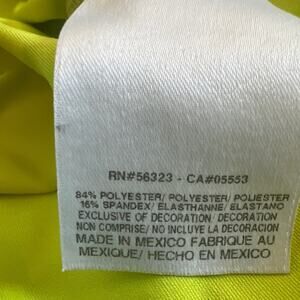 RN#56323 - CA#05553
84% POLYESTER/ POLYESTER/ POLIESTER
16% SPANDEX/ ELASTHANNE/ ELASTANO
EXCLUSIVE OF DECORATION/ DECORATION
NON COMPRISE/ NO INCLUYE LA DECORACION
MADE IN MEXICO FABRIQUE AU
MEXIQUE/ HECHO EN MEXICO